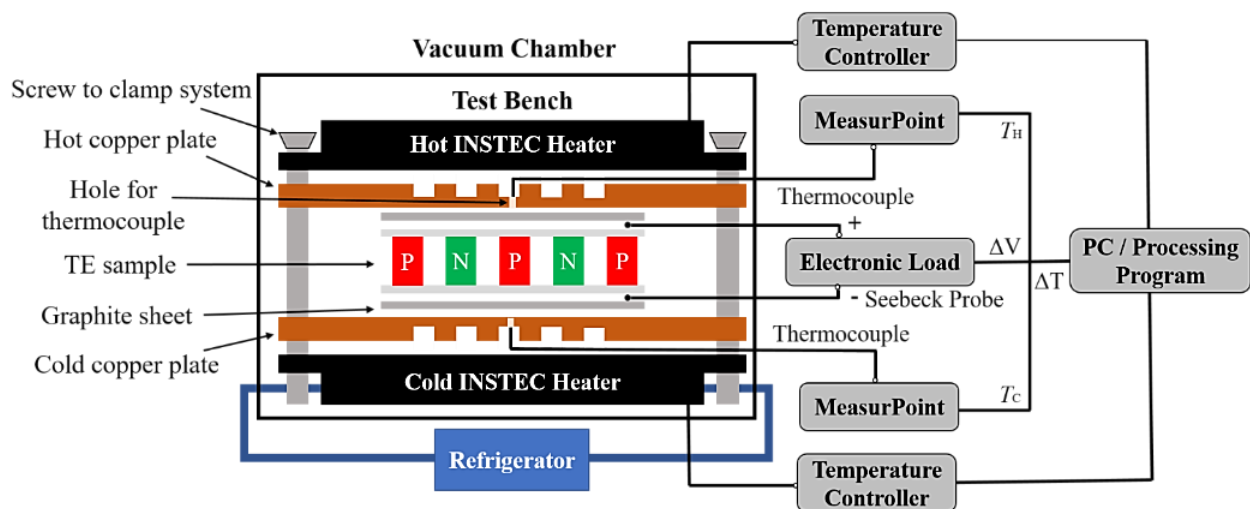 Vacuum Chamber
Test Bench
Screw to clamp system
Hot copper plate
Hole for
thermocouple
TE sample
Graphite sheet
Cold copper plate
Hot INSTEC Heater
P
N
P
N
P
Cold INSTEC Heater
Refrigerator
Temperature
Controller
MeasurPoint
TH
Thermocouple
+
Electronic Load
ΔV
ΔT
PC / Processing
Program
- Seebeck Probe
Thermocouple
MeasurPoint
TC
Temperature
Controller